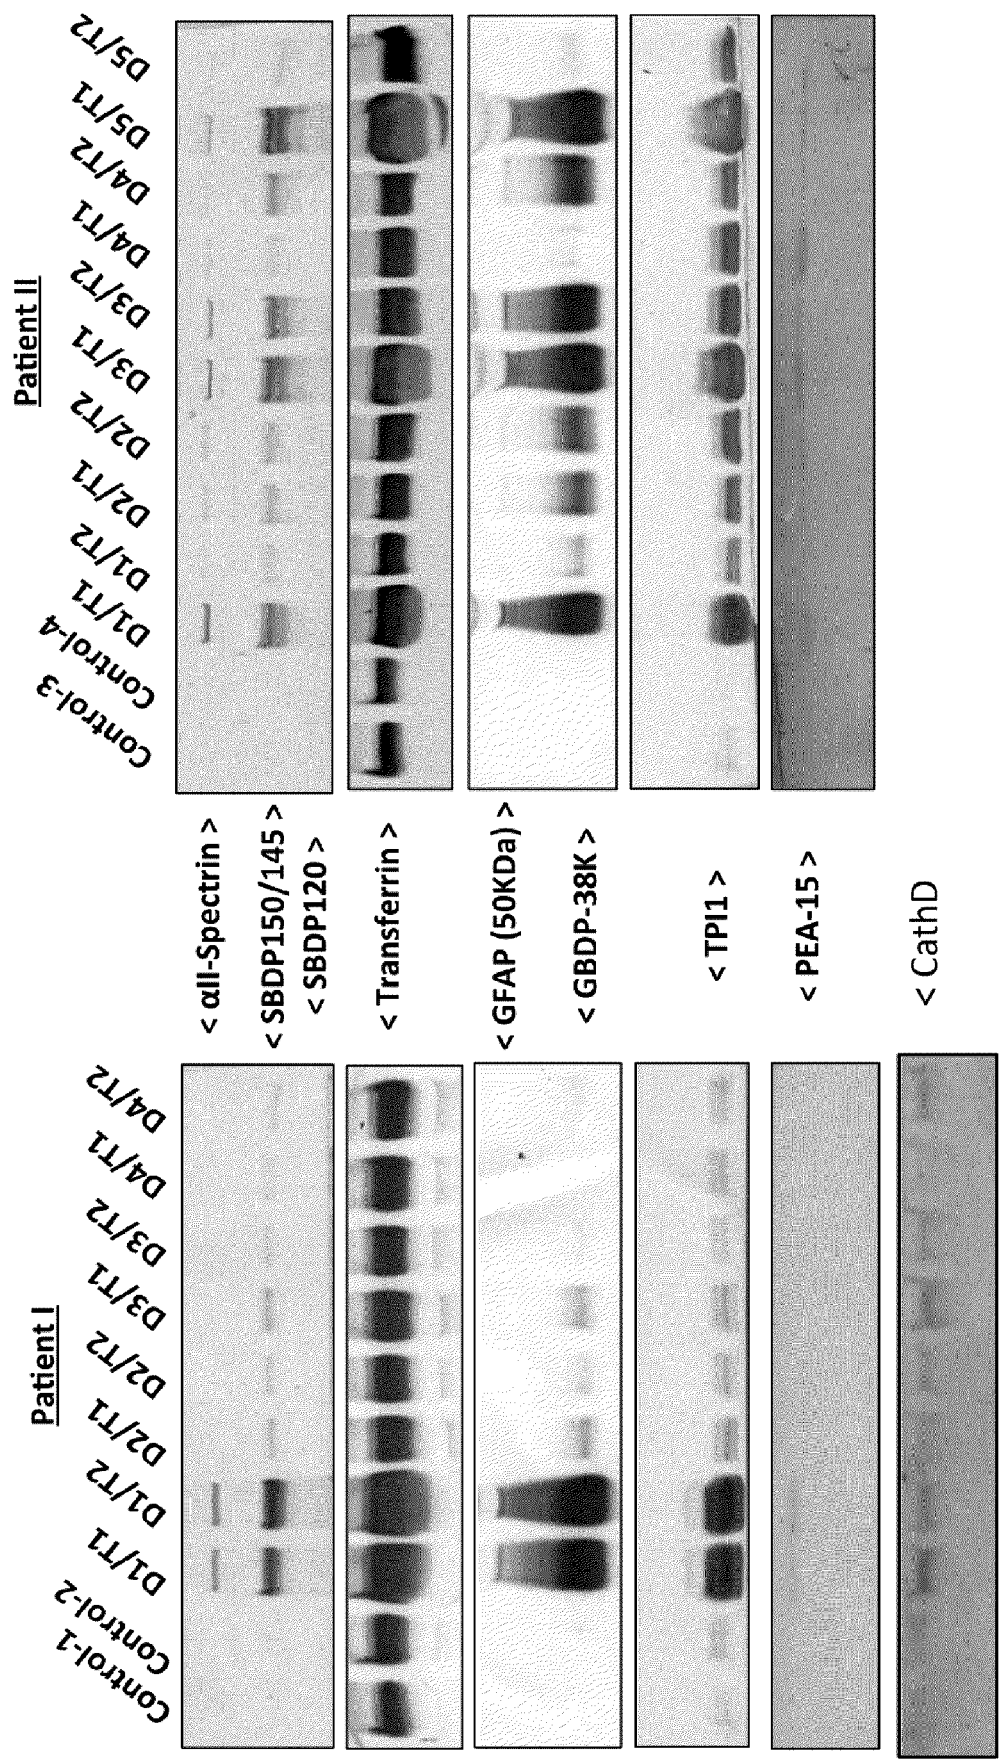 Patient I
Control-1
Control-2
D1/T1
D1/T2
D2/T1
D2/T2
D3/T1
D3/T2
D4/T1
D4/T2
< αII-Spectrin >
< SBDP150/145 >
< SBDP120 >
< Transferrin >
< GFAP (50KDa) >
< GBDP-38K >
< TPI1 >
< PEA-15 >
< CathD
Patient II
Control-3
Control-4
D1/T1
D1/T2
D2/T1
D2/T2
D3/T1
D3/T2
D4/T1
D4/T2
D5/T1
D5/T2